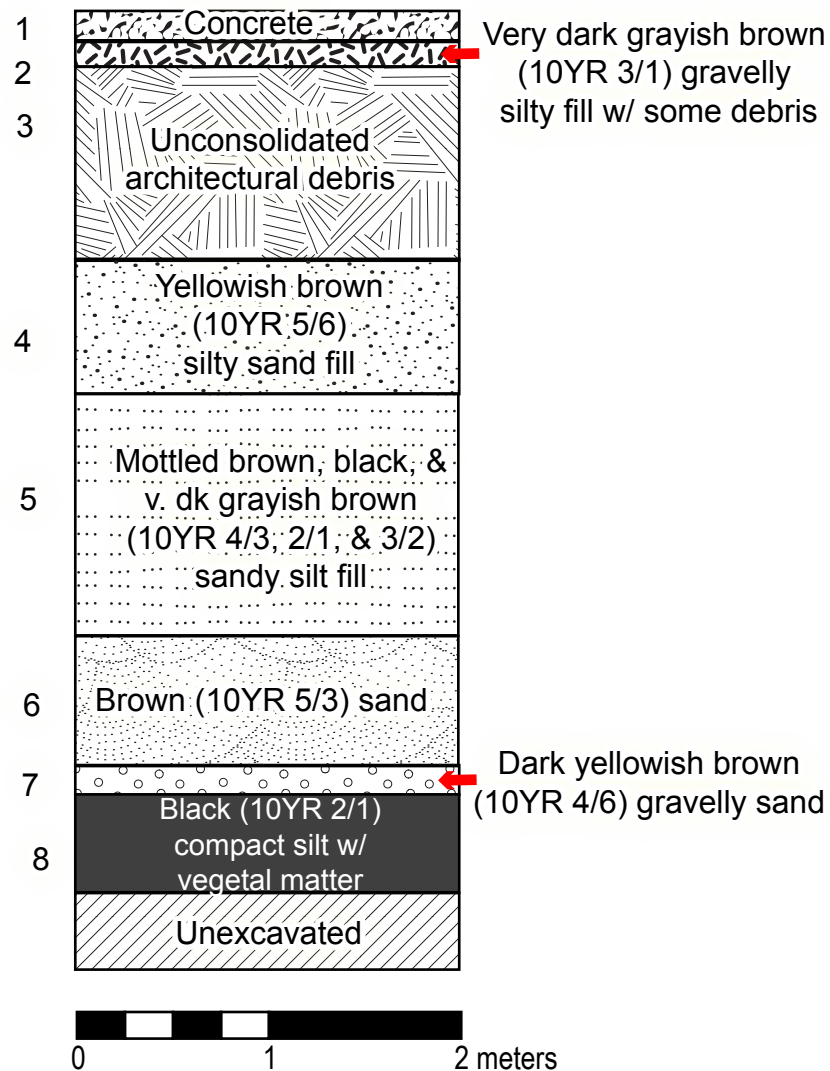 1
Concrete
2
Very dark grayish brown
(10YR 3/1) gravelly
silty fill w/ some debris
3
Unconsolidated
architectural debris
4
Yellowish brown
(10YR 5/6)
silty sand fill
5
Mottled brown, black, &
v. dk grayish brown
(10YR 4/3, 2/1, & 3/2)
sandy silt fill
6
Brown (10YR 5/3) sand
7
Dark yellowish brown
(10YR 4/6) gravelly sand
8
Black (10YR 2/1)
compact silt w/
vegetal matter
Unexcavated
0 1 2 meters